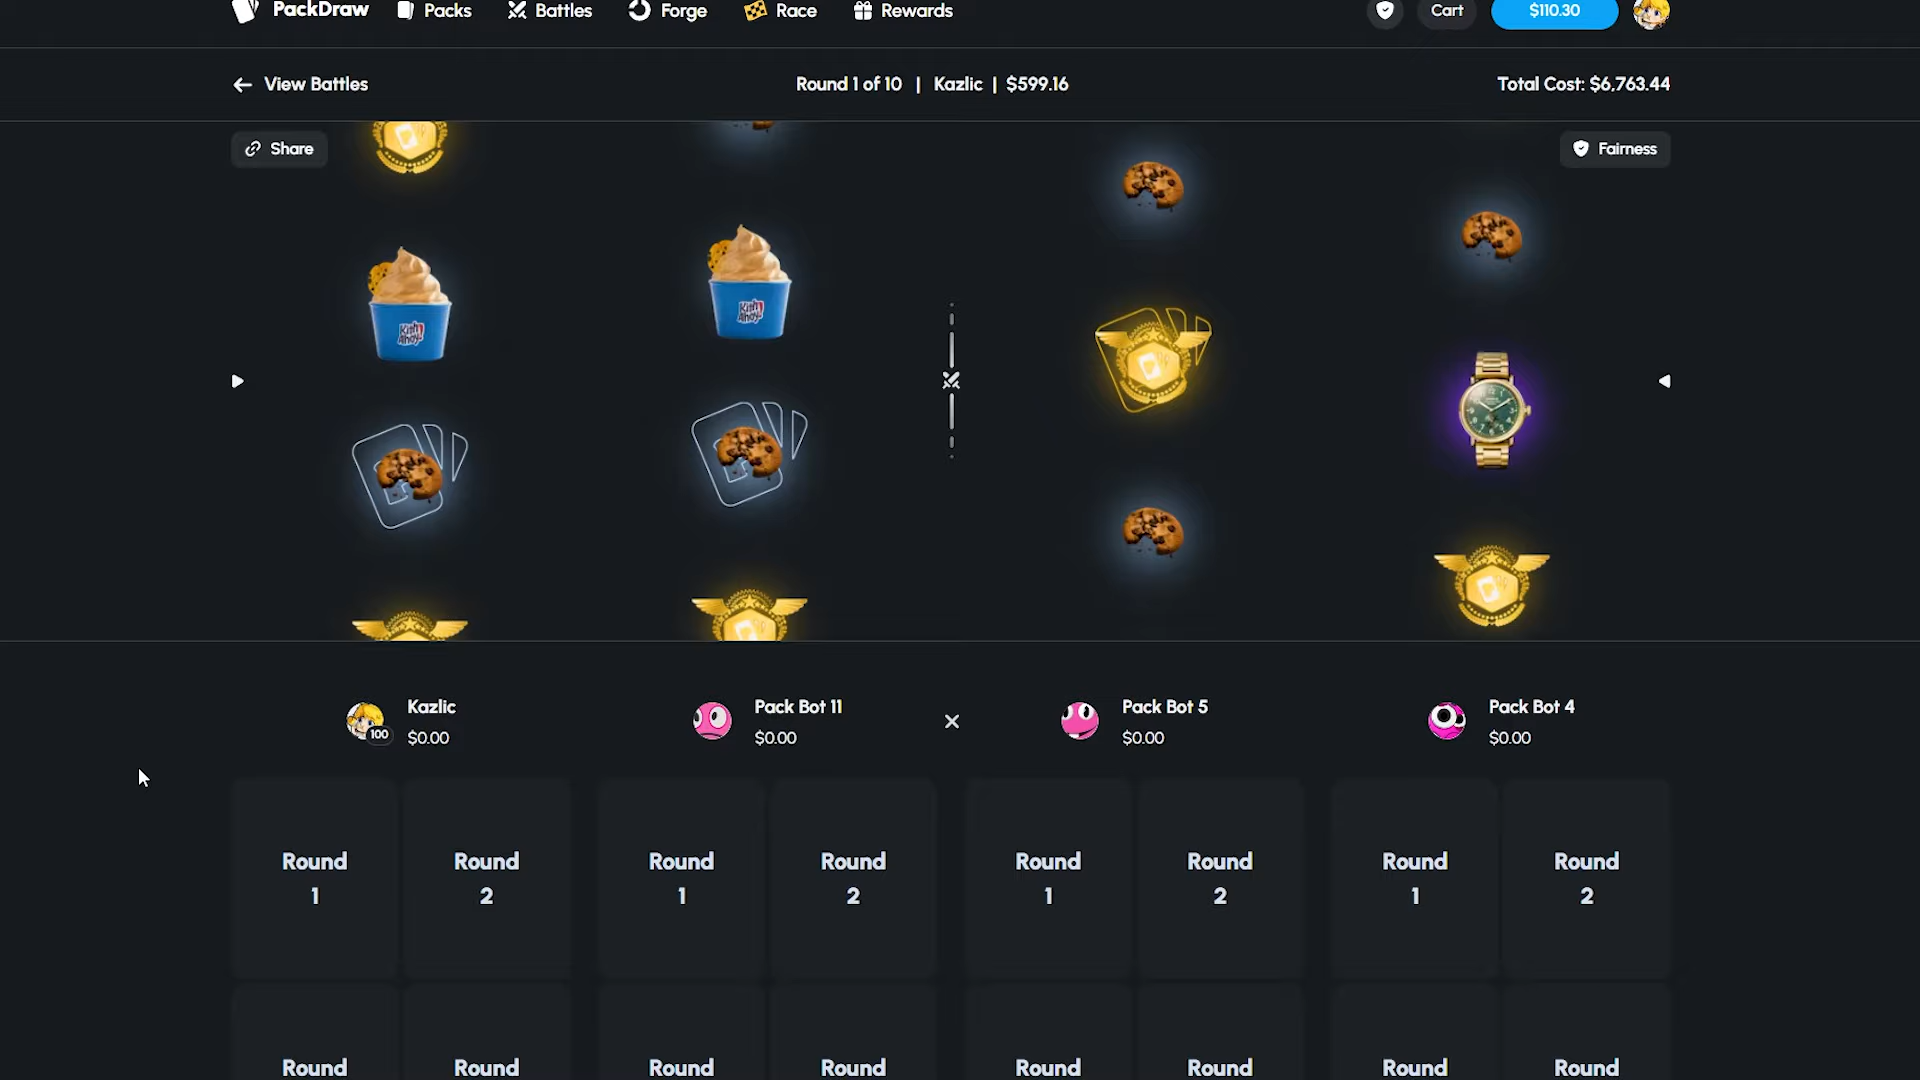 PackDraw Packs Battles Forge Race Rewards Cart $110.30
View Battles Round 1 of 10 | Kazlic | $599.16 Total Cost: $6,763.44
Share Fairness
Kazlic Pack Bot 11 Pack Bot 5 Pack Bot 4
100 $0.00 $0.00 $0.00 $0.00
Round Round Round Round Round Round Round Round
1 2 1 2 1 2 1 2
Round Round Round Round Round Round Round Round